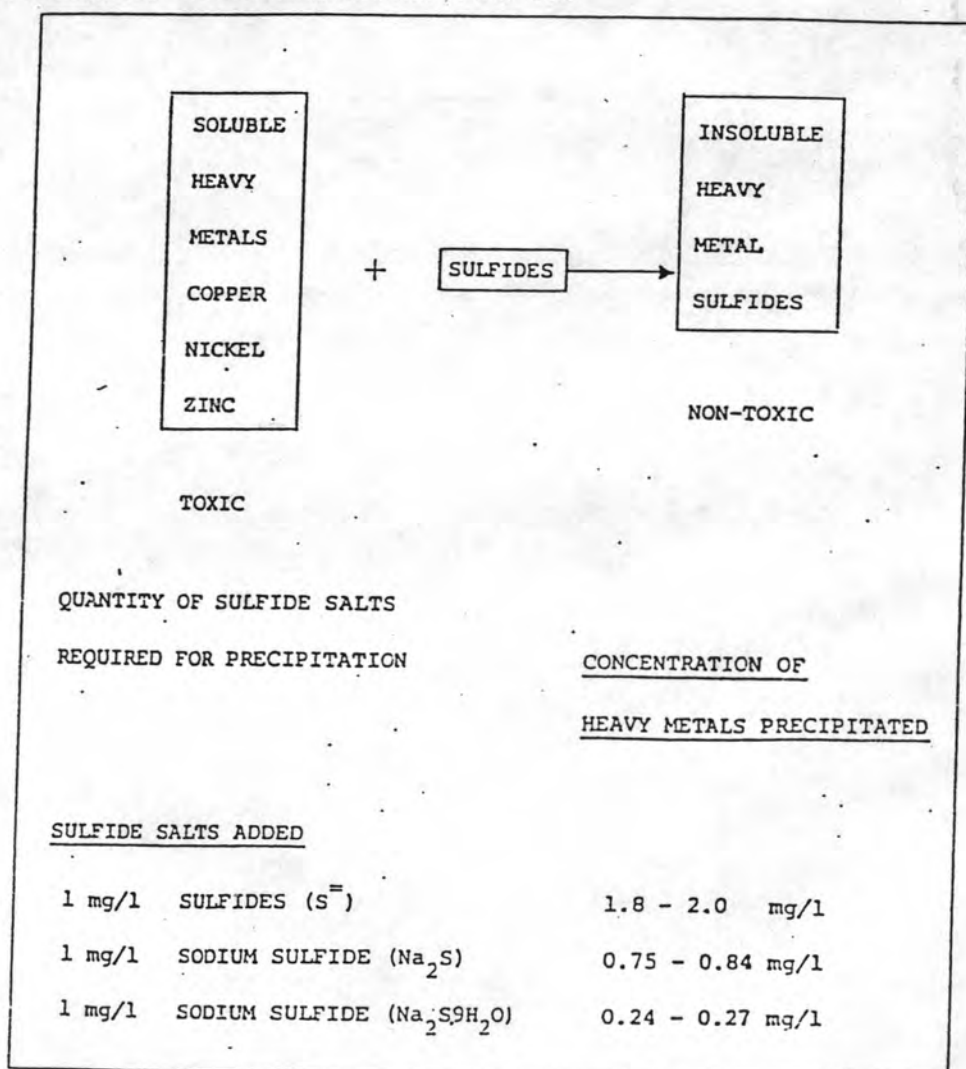 SOLUBLE
HEAVY
METALS
COPPER
NICKEL
ZINC
TOXIC
+
SULFIDES
INSOLUBLE
HEAVY
METAL
SULFIDES
NON-TOXIC
QUANTITY OF SULFIDE SALTS
REQUIRED FOR PRECIPITATION
CONCENTRATION OF
HEAVY METALS PRECIPITATED
SULFIDE SALTS ADDED
1 mg/l SULFIDES (S=) 1.8 - 2.0 mg/l
1 mg/l SODIUM SULFIDE (Na2S) 0.75 - 0.84 mg/l
1 mg/l SODIUM SULFIDE (Na2S.9H2O) 0.24 - 0.27 mg/l